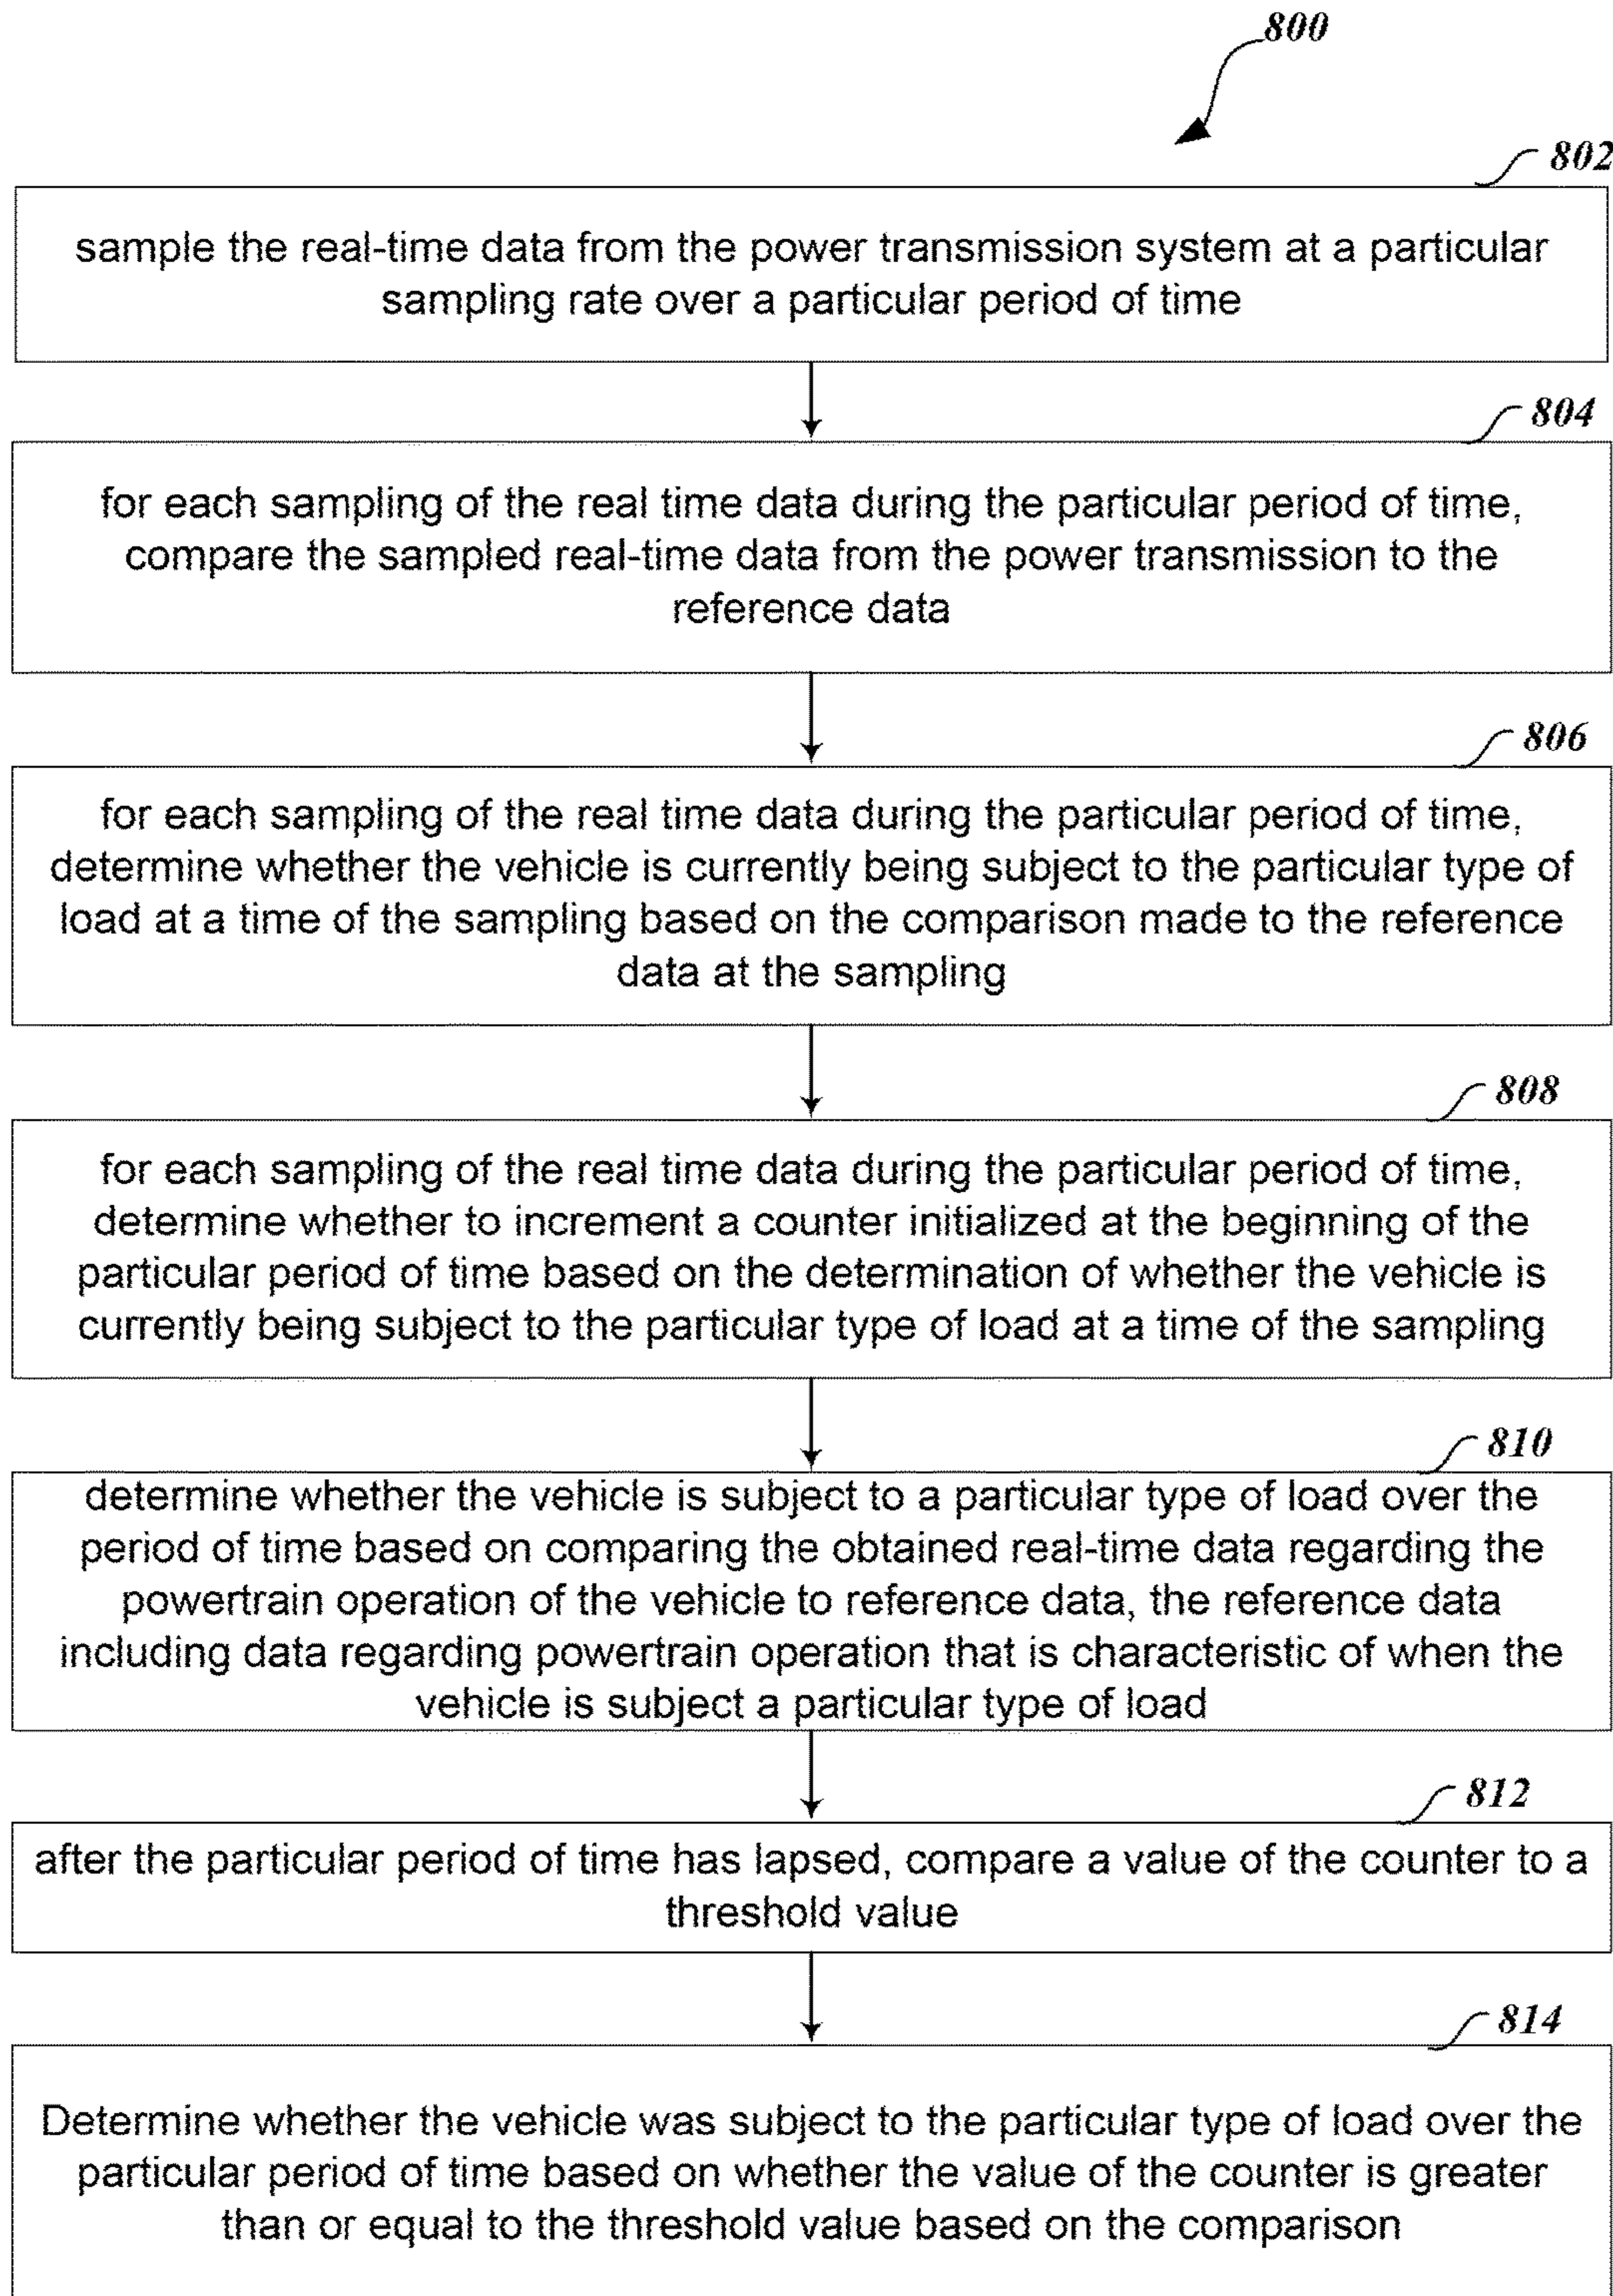 800
802
sample the real-time data from the power transmission system at a particular
sampling rate over a particular period of time
804
for each sampling of the real time data during the particular period of time,
compare the sampled real-time data from the power transmission to the
reference data
806
for each sampling of the real time data during the particular period of time,
determine whether the vehicle is currently being subject to the particular type of
load at a time of the sampling based on the comparison made to the reference
data at the sampling
808
for each sampling of the real time data during the particular period of time,
determine whether to increment a counter initialized at the beginning of the
particular period of time based on the determination of whether the vehicle is
currently being subject to the particular type of load at a time of the sampling
810
determine whether the vehicle is subject to a particular type of load over the
period of time based on comparing the obtained real-time data regarding the
powertrain operation of the vehicle to reference data, the reference data
including data regarding powertrain operation that is characteristic of when the
vehicle is subject a particular type of load
812
after the particular period of time has lapsed, compare a value of the counter to a
threshold value
814
Determine whether the vehicle was subject to the particular type of load over the
particular period of time based on whether the value of the counter is greater
than or equal to the threshold value based on the comparison